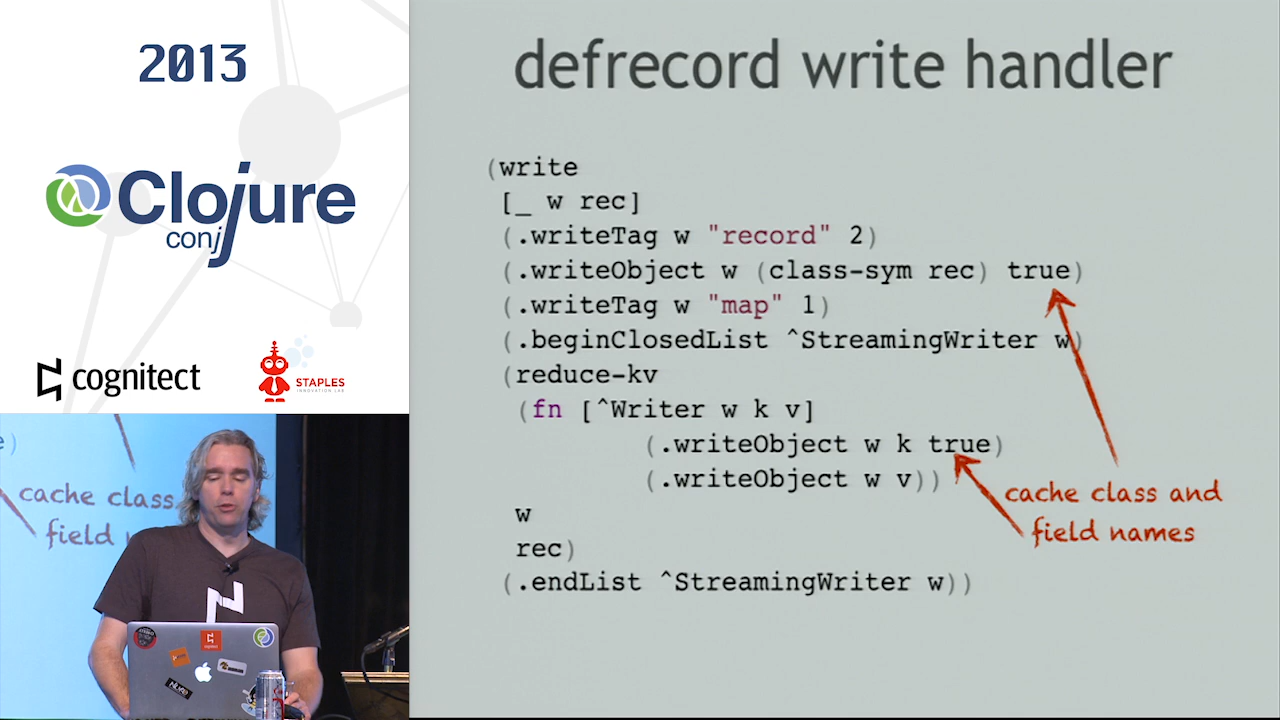 2013
Clojure
conj
cognitect
STAPLES
INNOVATION LAB
defrecord write handler
(write
[_ w rec]
(.writeTag w "record" 2)
(.writeObject w (class-sym rec) true)
(.writeTag w "map" 1)
(.beginClosedList ^StreamingWriter w)
(reduce-kv
(fn [^Writer w k v]
(.writeObject w k true)
(.writeObject w v))
w
rec)
(.endList ^StreamingWriter w))
cache class and
field names
e)
cache class
field